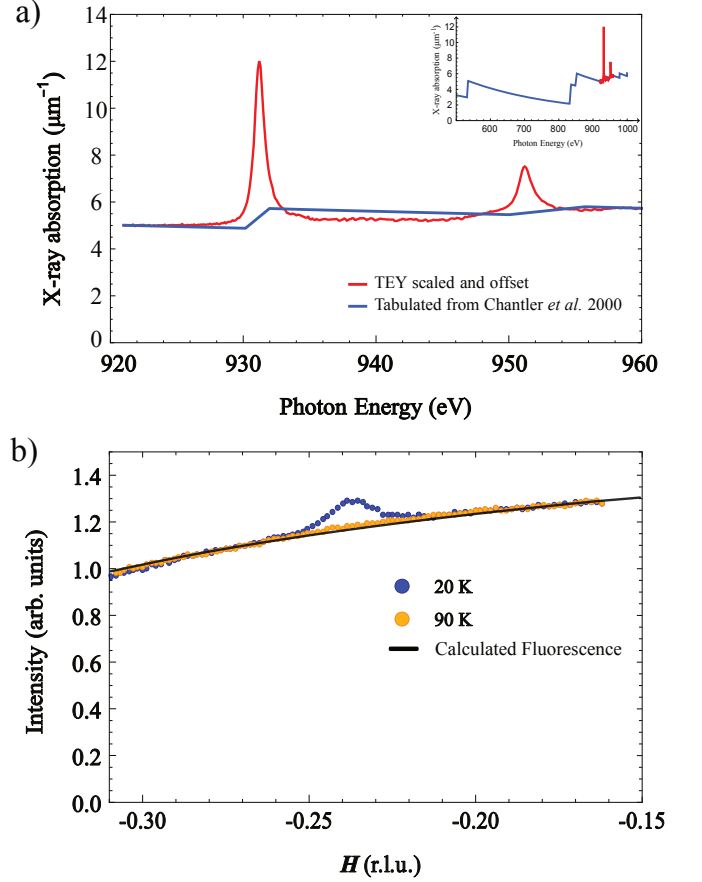 a)
14
12
10
8
6
4
2
0
X-ray absorption (μm⁻¹)
920
930
940
950
960
Photon Energy (eV)
TEY scaled and offset
Tabulated from Chantler et al. 2000
12
10
8
6
4
2
0
X-ray absorption (μm⁻¹)
600
700
800
900
1000
Photon Energy (eV)
b)
1.4
1.2
1.0
0.8
0.6
0.4
0.2
0.0
Intensity (arb. units)
20 K
90 K
Calculated Fluorescence
-0.30
-0.25
-0.20
-0.15
H (r.l.u.)